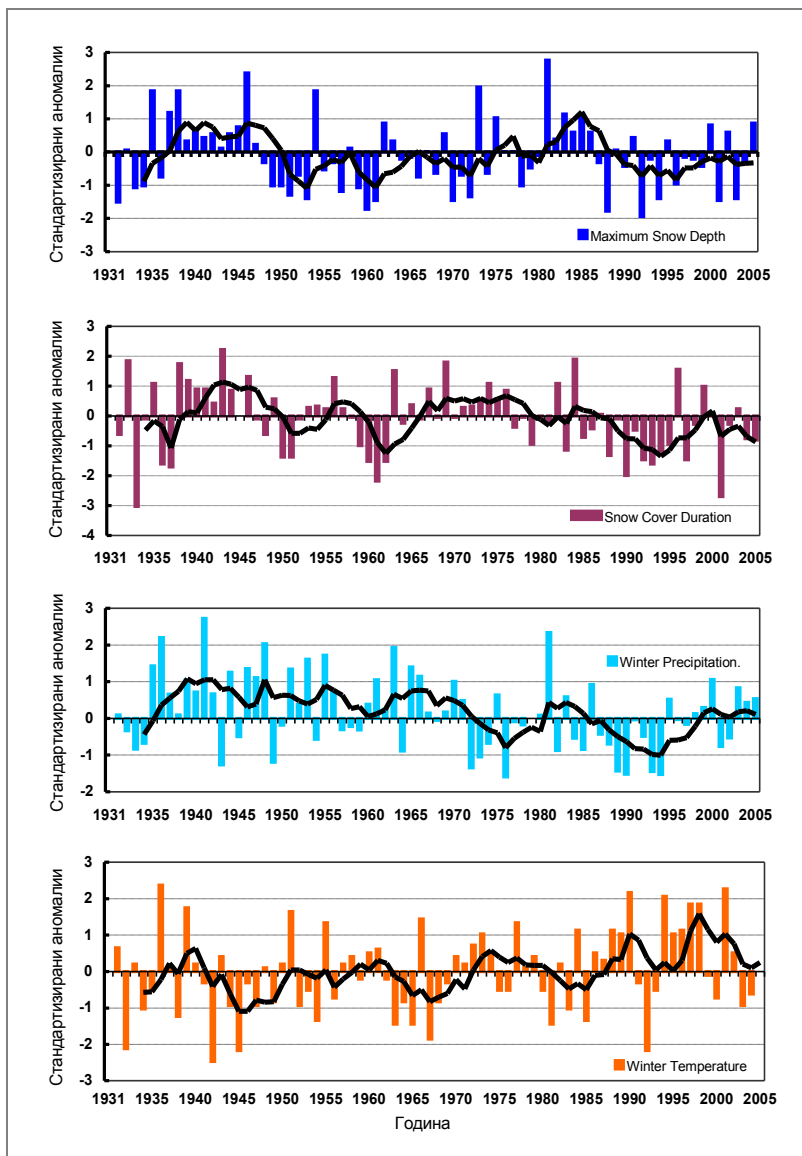 Стандартизирани аномалии
3
2
1
0
-1
-2
-3
Maximum Snow Depth
1931 1935 1940 1945 1950 1955 1960 1965 1970 1975 1980 1985 1990 1995 2000 2005
Стандартизирани аномалии
3
2
1
0
-1
-2
-3
-4
Snow Cover Duration
1931 1935 1940 1945 1950 1955 1960 1965 1970 1975 1980 1985 1990 1995 2000 2005
Стандартизирани аномалии
3
2
1
0
-1
-2
Winter Precipitation.
1931 1935 1940 1945 1950 1955 1960 1965 1970 1975 1980 1985 1990 1995 2000 2005
Стандартизирани аномалии
3
2
1
0
-1
-2
-3
Winter Temperature
1931 1935 1940 1945 1950 1955 1960 1965 1970 1975 1980 1985 1990 1995 2000 2005
Година